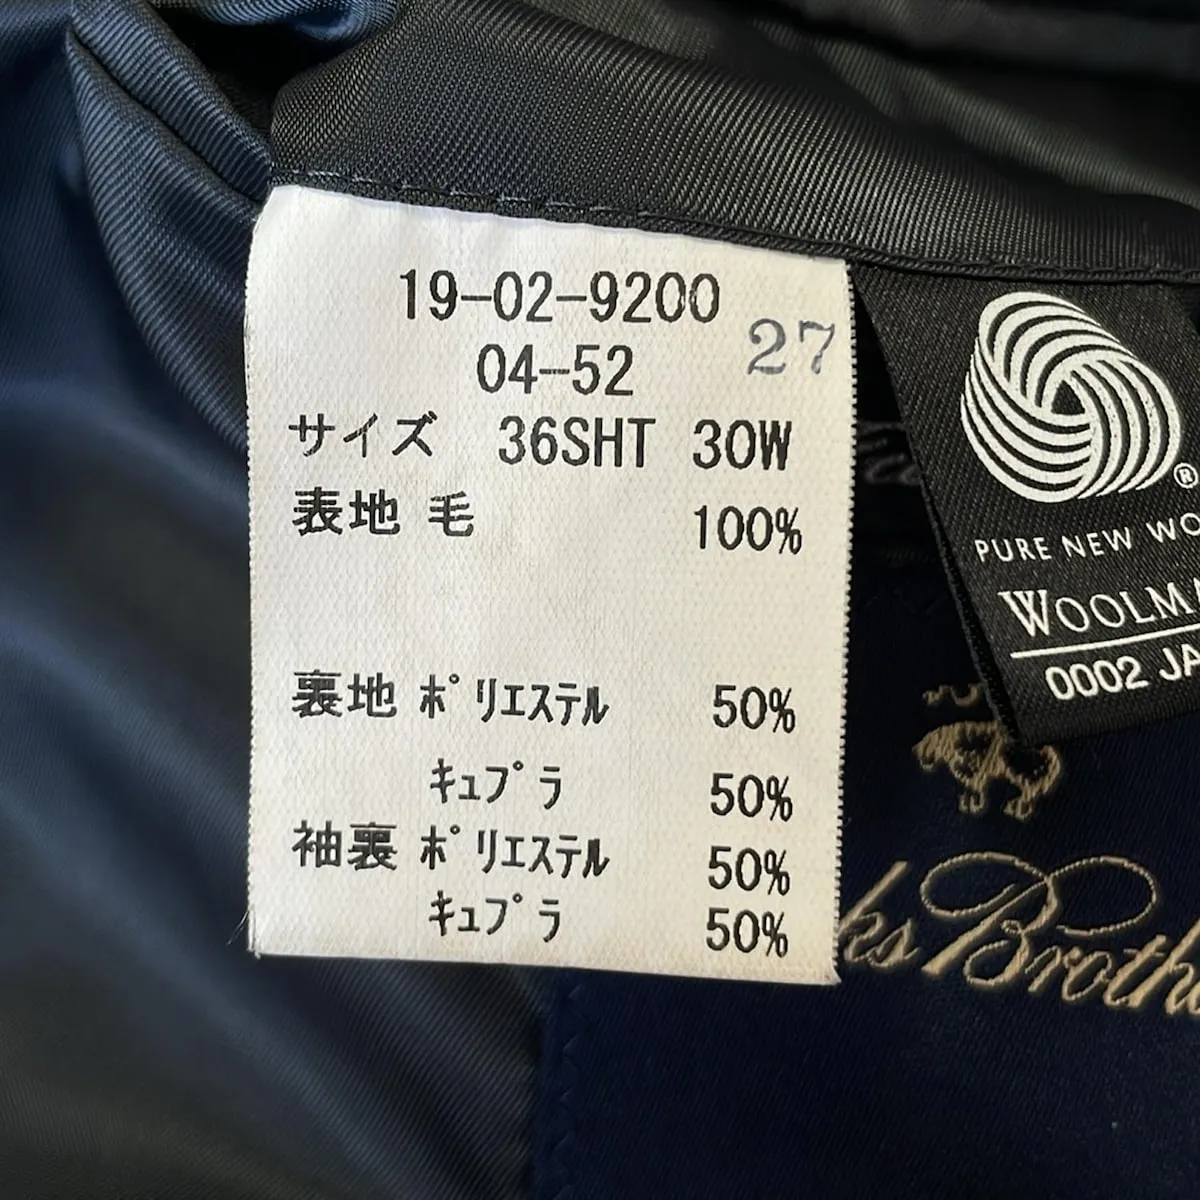 19-02-9200
27
04-52
サイズ 36SHT 30W
表地 毛 100%
裏地 ポリエステル 50%
キュプラ 50%
袖裏 ポリエステル 50%
キュプラ 50%
®
PURE NEW WO
WOOLMA
0002 JA
ks Brothe